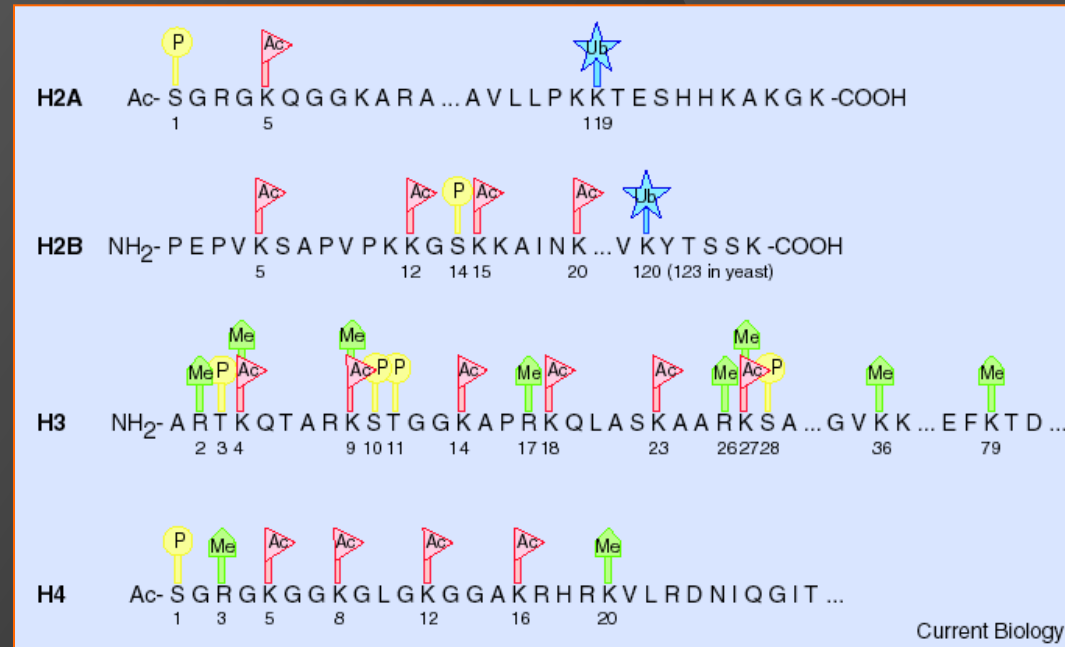 P Ac Ub
H2A Ac- S G R G K Q G G K A R A ... A V L L P K K T E S H H K A K G K -COOH
1 5 119
Ac Ac P Ac Ac Ub
H2B NH2- P E P V K S A P V P K K G S K K A I N K ... V K Y T S S K -COOH
5 12 14 15 20 120 (123 in yeast)
Me Me Me
Me P Ac Ac P P Ac Me Ac Ac Me Ac P Me Me
H3 NH2- A R T K Q T A R K S T G G K A P R K Q L A S K A A R K S A ... G V K K ... E F K T D ...
2 3 4 9 10 11 14 17 18 23 26 27 28 36 79
P Me Ac Ac Ac Ac Me
H4 Ac- S G R G K G G K G L G K G G A K R H R K V L R D N I Q G I T ...
1 3 5 8 12 16 20
Current Biology